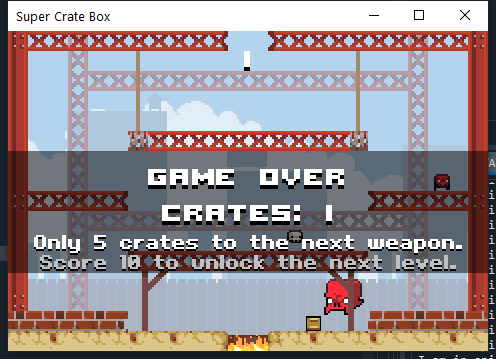 Super Crate Box
1
GAME OVER
CRATES: 1
Only 5 crates to the next weapon.
Score 10 to unlock the next level.